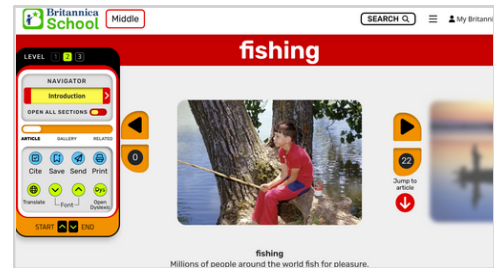 Britannica
School
Middle
SEARCH
My Britanni
fishing
LEVEL 1 2 3
NAVIGATOR
Introduction
OPEN ALL SECTIONS
ARTICLE GALLERY RELATED
Cite Save Send Print
Translate Font Open
Dyslexic
Dys
START END
0
22
Jump to
article
fishing
Millions of people around the world fish for pleasure.